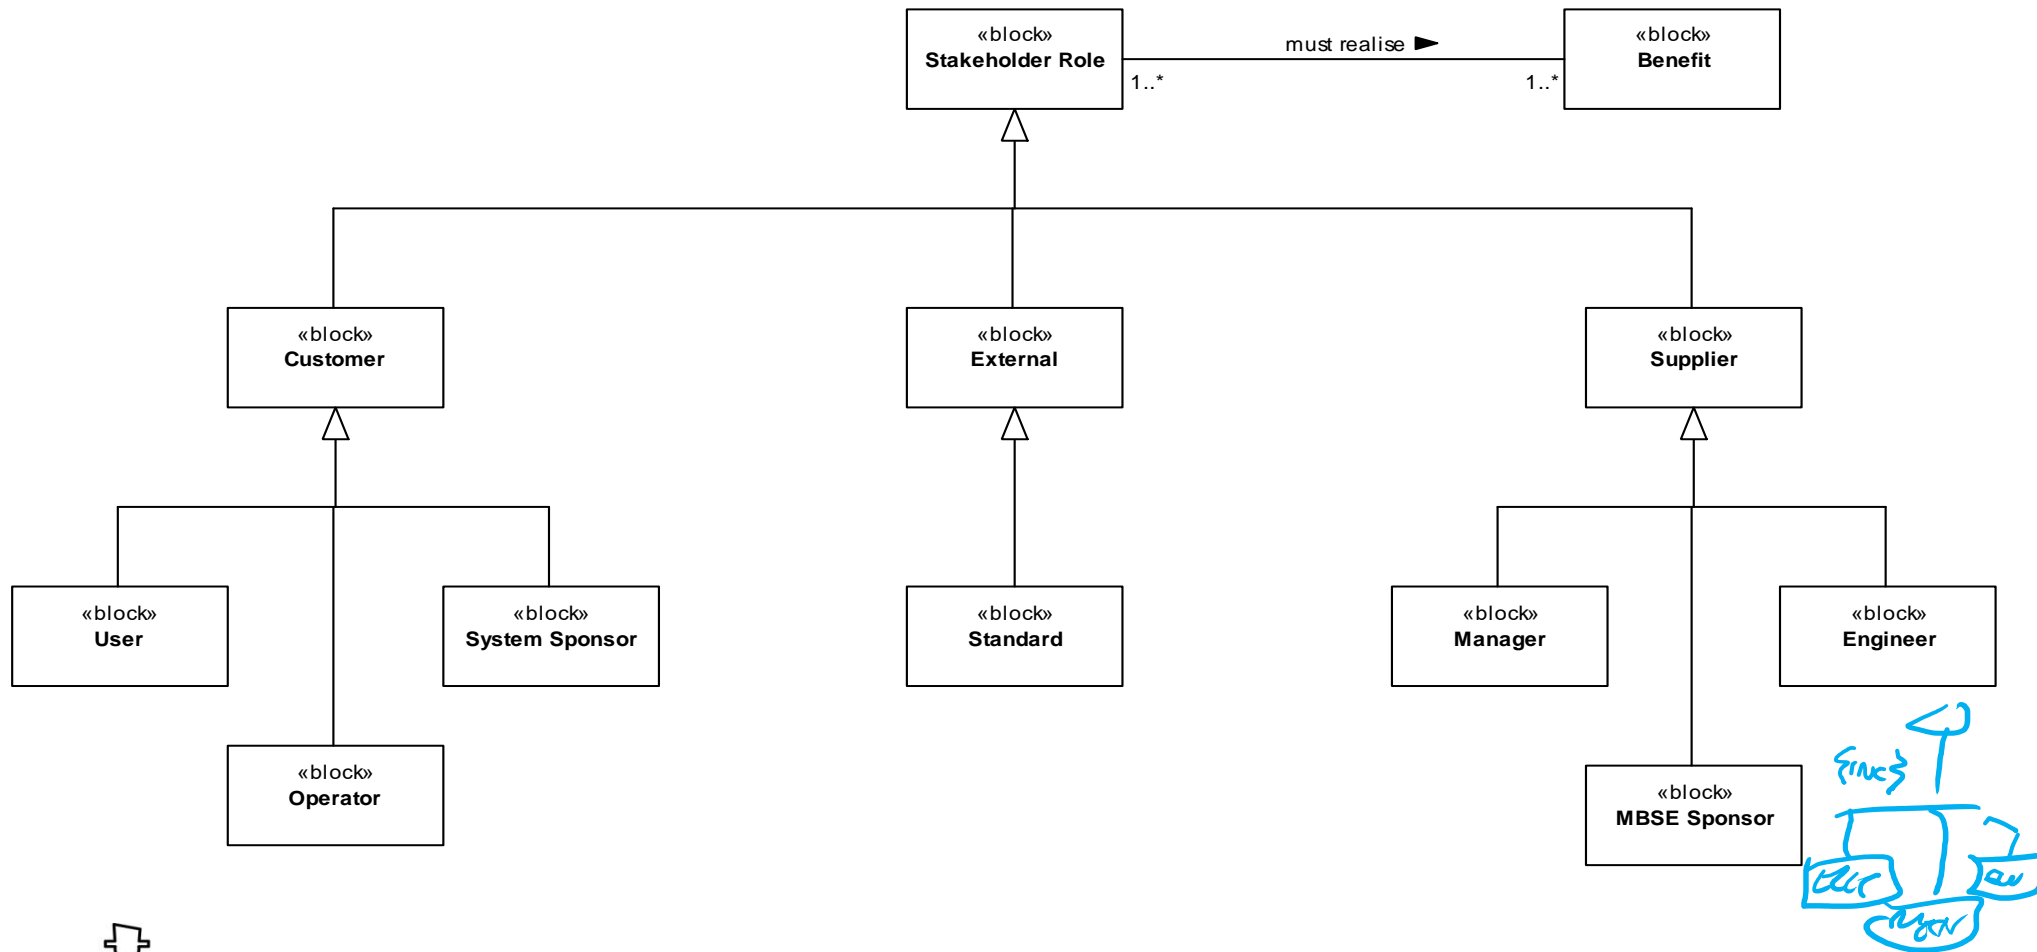 «block»
Stakeholder Role
must realise
1..*
1..*
«block»
Benefit
«block»
Customer
«block»
External
«block»
Supplier
«block»
User
«block»
System Sponsor
«block»
Standard
«block»
Manager
«block»
Engineer
«block»
Operator
«block»
MBSE Sponsor
{INC}